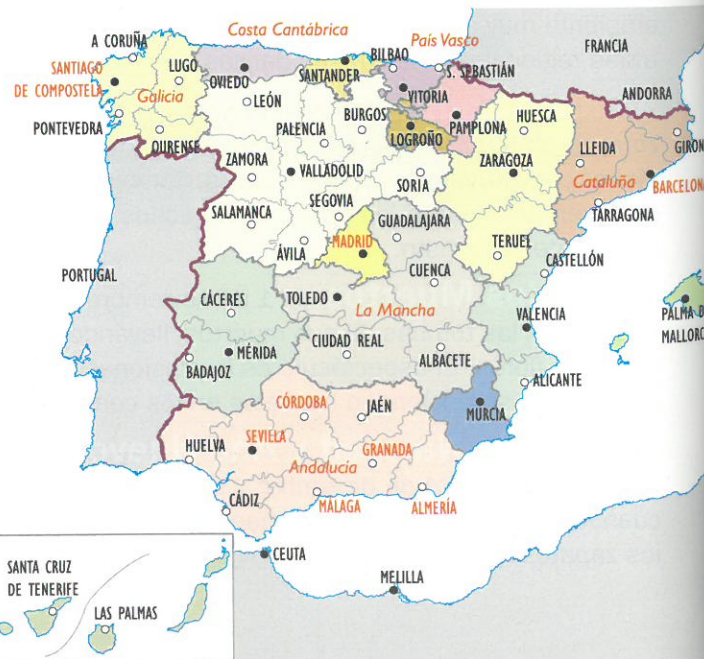 Costa Cantábrica
País Vasco
FRANCIA
A CORUÑA
LUGO
OVIEDO
SANTANDER
BILBAO
S. SEBASTIÁN
SANTIAGO
DE COMPOSTELA
Galicia
LEÓN
VITORIA
ANDORRA
PONTEVEDRA
OURENSE
PALENCIA
BURGOS
LOGROÑO
PAMPLONA
HUESCA
LLEIDA
GIRON
ZAMORA
VALLADOLID
SORIA
ZARAGOZA
Cataluña
BARCELONA
SALAMANCA
SEGOVIA
TARRAGONA
ÁVILA
MADRID
GUADALAJARA
TERUEL
CASTELLÓN
PORTUGAL
CÁCERES
TOLEDO
CUENCA
La Mancha
VALENCIA
PALMA D
MALLORC
MÉRIDA
BADAJOZ
CIUDAD REAL
ALBACETE
ALICANTE
CÓRDOBA
JAÉN
MURCIA
HUELVA
SEVILLA
GRANADA
Andalucia
CÁDIZ
MÁLAGA
ALMERÍA
CEUTA
MELILLA
SANTA CRUZ
DE TENERIFE
LAS PALMAS